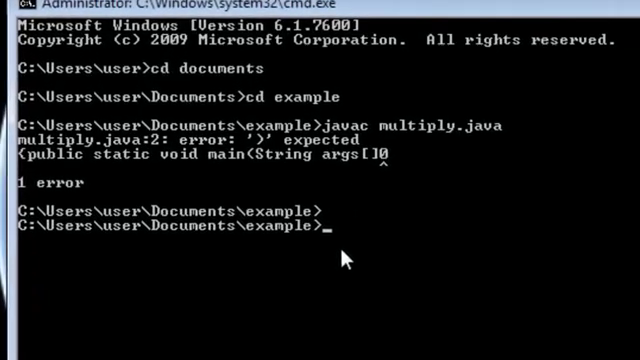 Administrator: C:\Windows\system32\cmd.exe
Microsoft Windows [Version 6.1.7600]
Copyright (c) 2009 Microsoft Corporation.  All rights reserved.
C:\Users\user>cd documents
C:\Users\user\Documents>cd example
C:\Users\user\Documents\example>javac multiply.java
multiply.java:2: error: ')' expected
{public static void main(String args[]0
^
1 error
C:\Users\user\Documents\example>
C:\Users\user\Documents\example>_